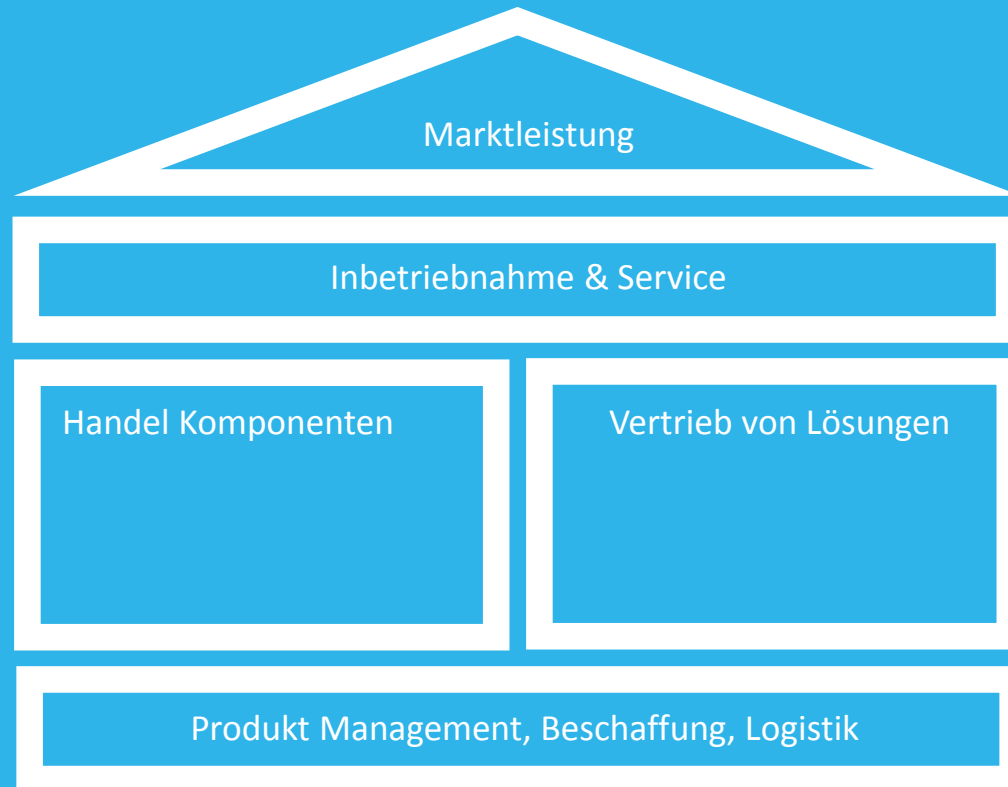 Marktleistung
Inbetriebnahme & Service
Handel Komponenten
Vertrieb von Lösungen
Produkt Management, Beschaffung, Logistik